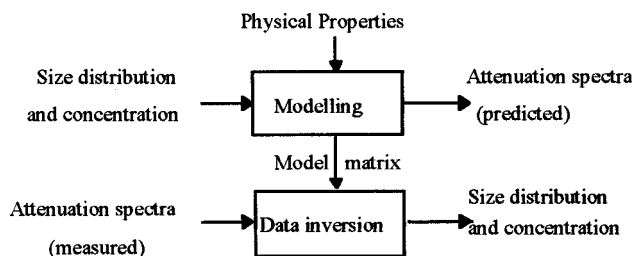 Physical Properties
Size distribution
and concentration
Modelling
Attenuation spectra
(predicted)
Model matrix
Attenuation spectra
(measured)
Data inversion
Size distribution
and concentration